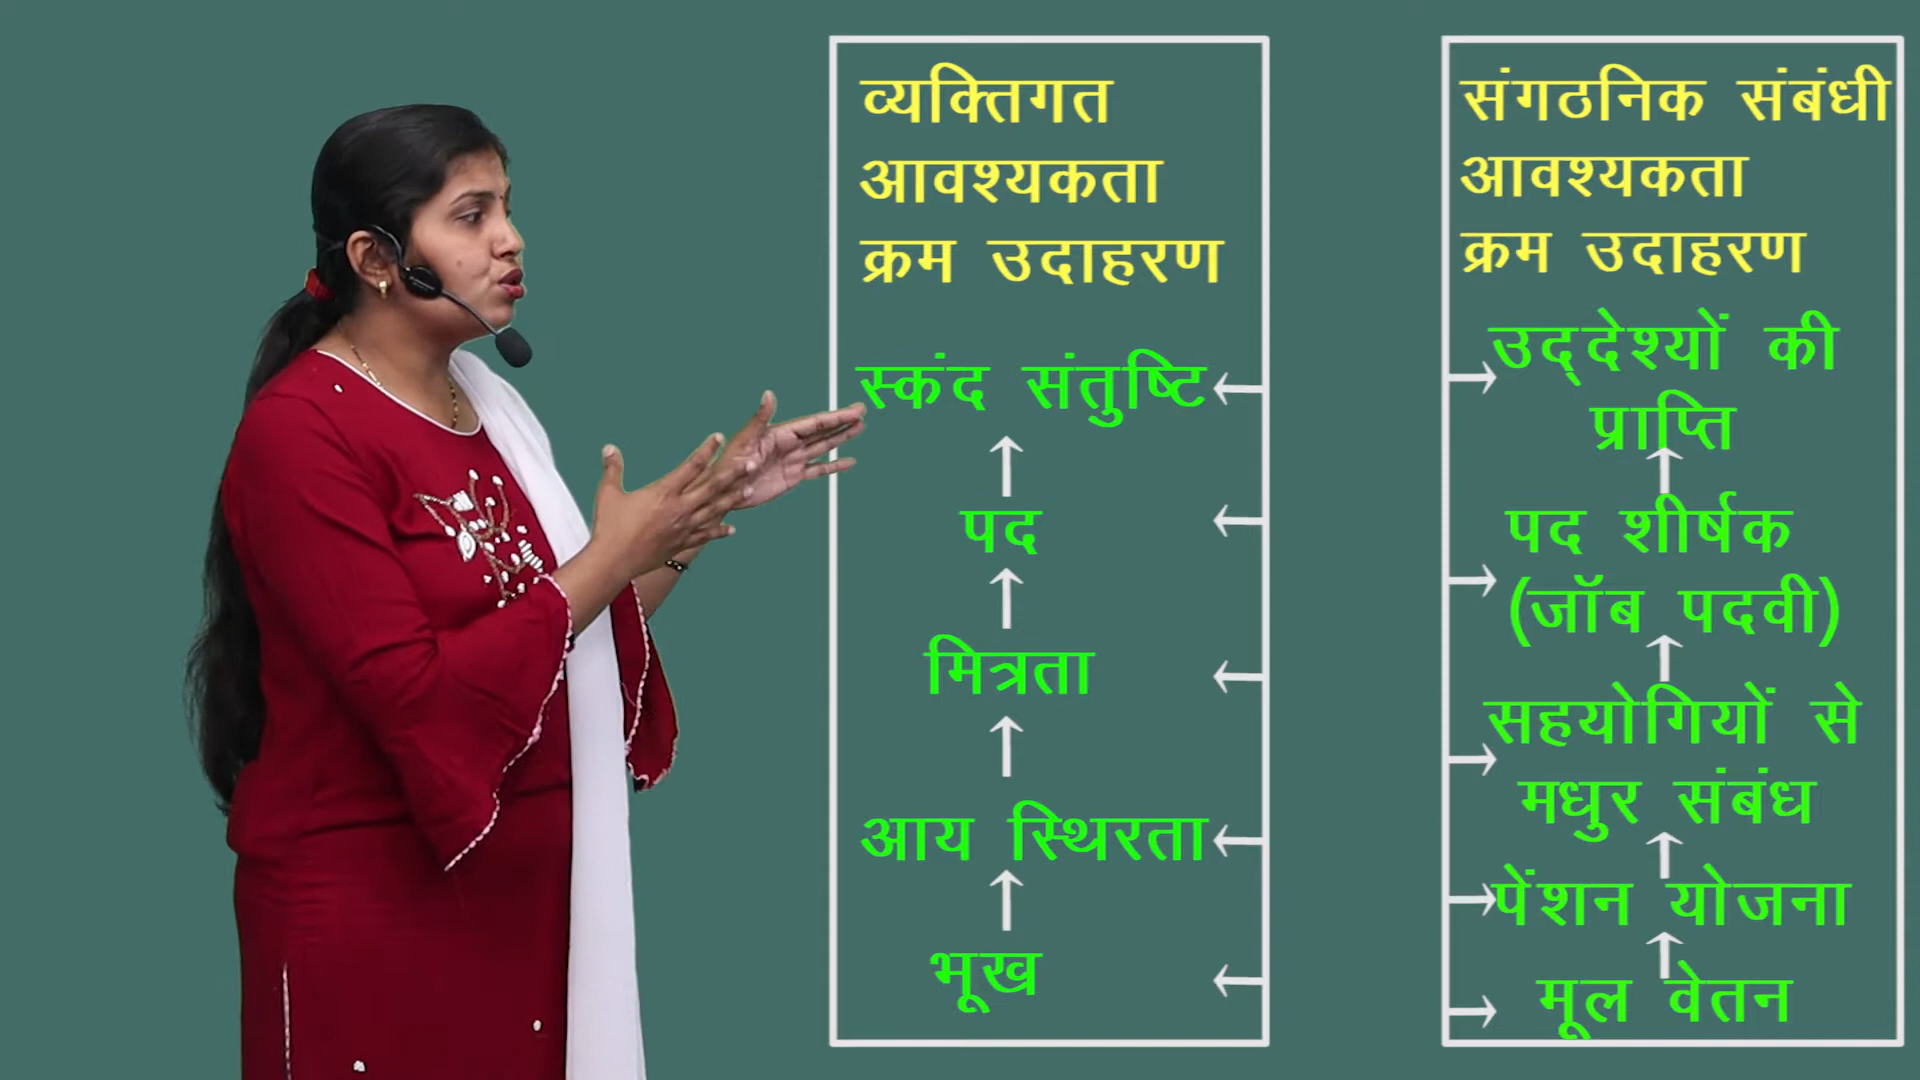 व्यक्तिगत
आवश्यकता
क्रम उदाहरण
स्कंद संतुष्टि
पद
मित्रता
आय स्थिरता
भूख
संगठनिक संबंधी
आवश्यकता
क्रम उदाहरण
उद्‌देश्यों की
प्राप्ति
पद शीर्षक
(जॉब पदवी)
सहयोगियों से
मधुर संबंध
पेंशन योजना
मूल वेतन